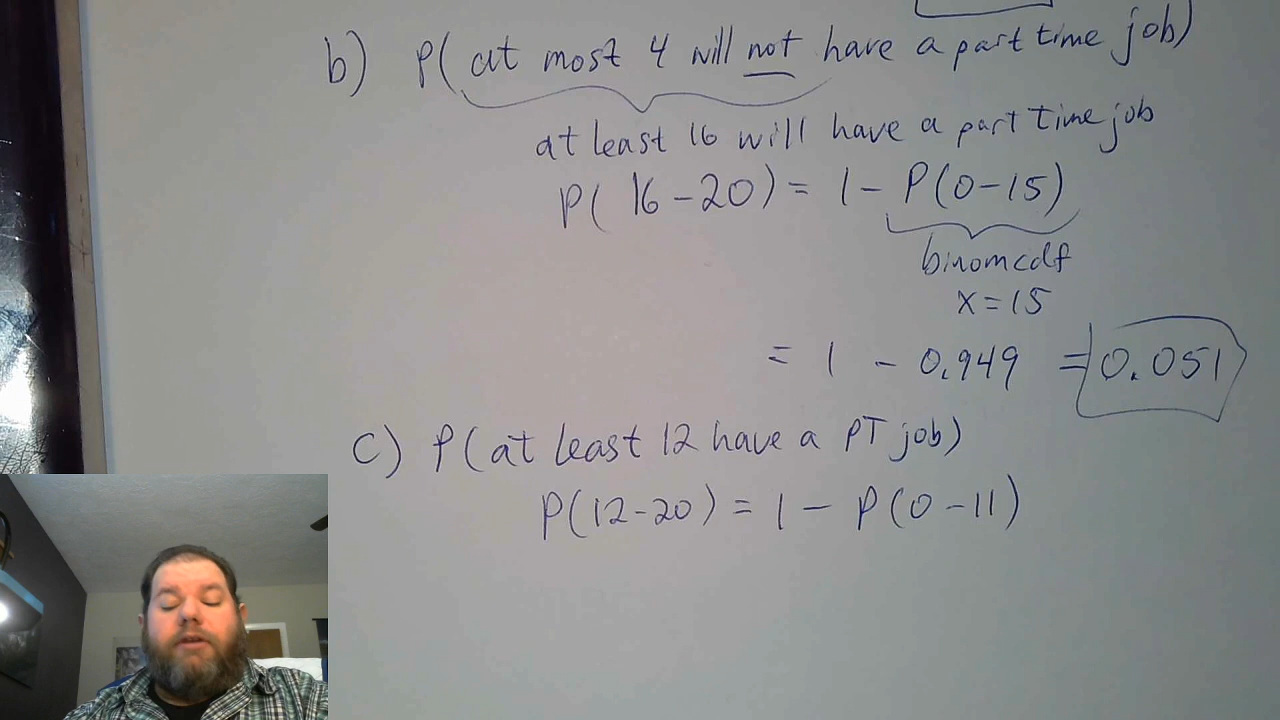 b) P(at most 4 will not have a part time job)
at least 16 will have a part time job
P(16-20) = 1 - P(0-15)
binomcdf
x=15
= 1 - 0.949 = 0.051
c) P(at least 12 have a PT job)
P(12-20) = 1 - P(0-11)